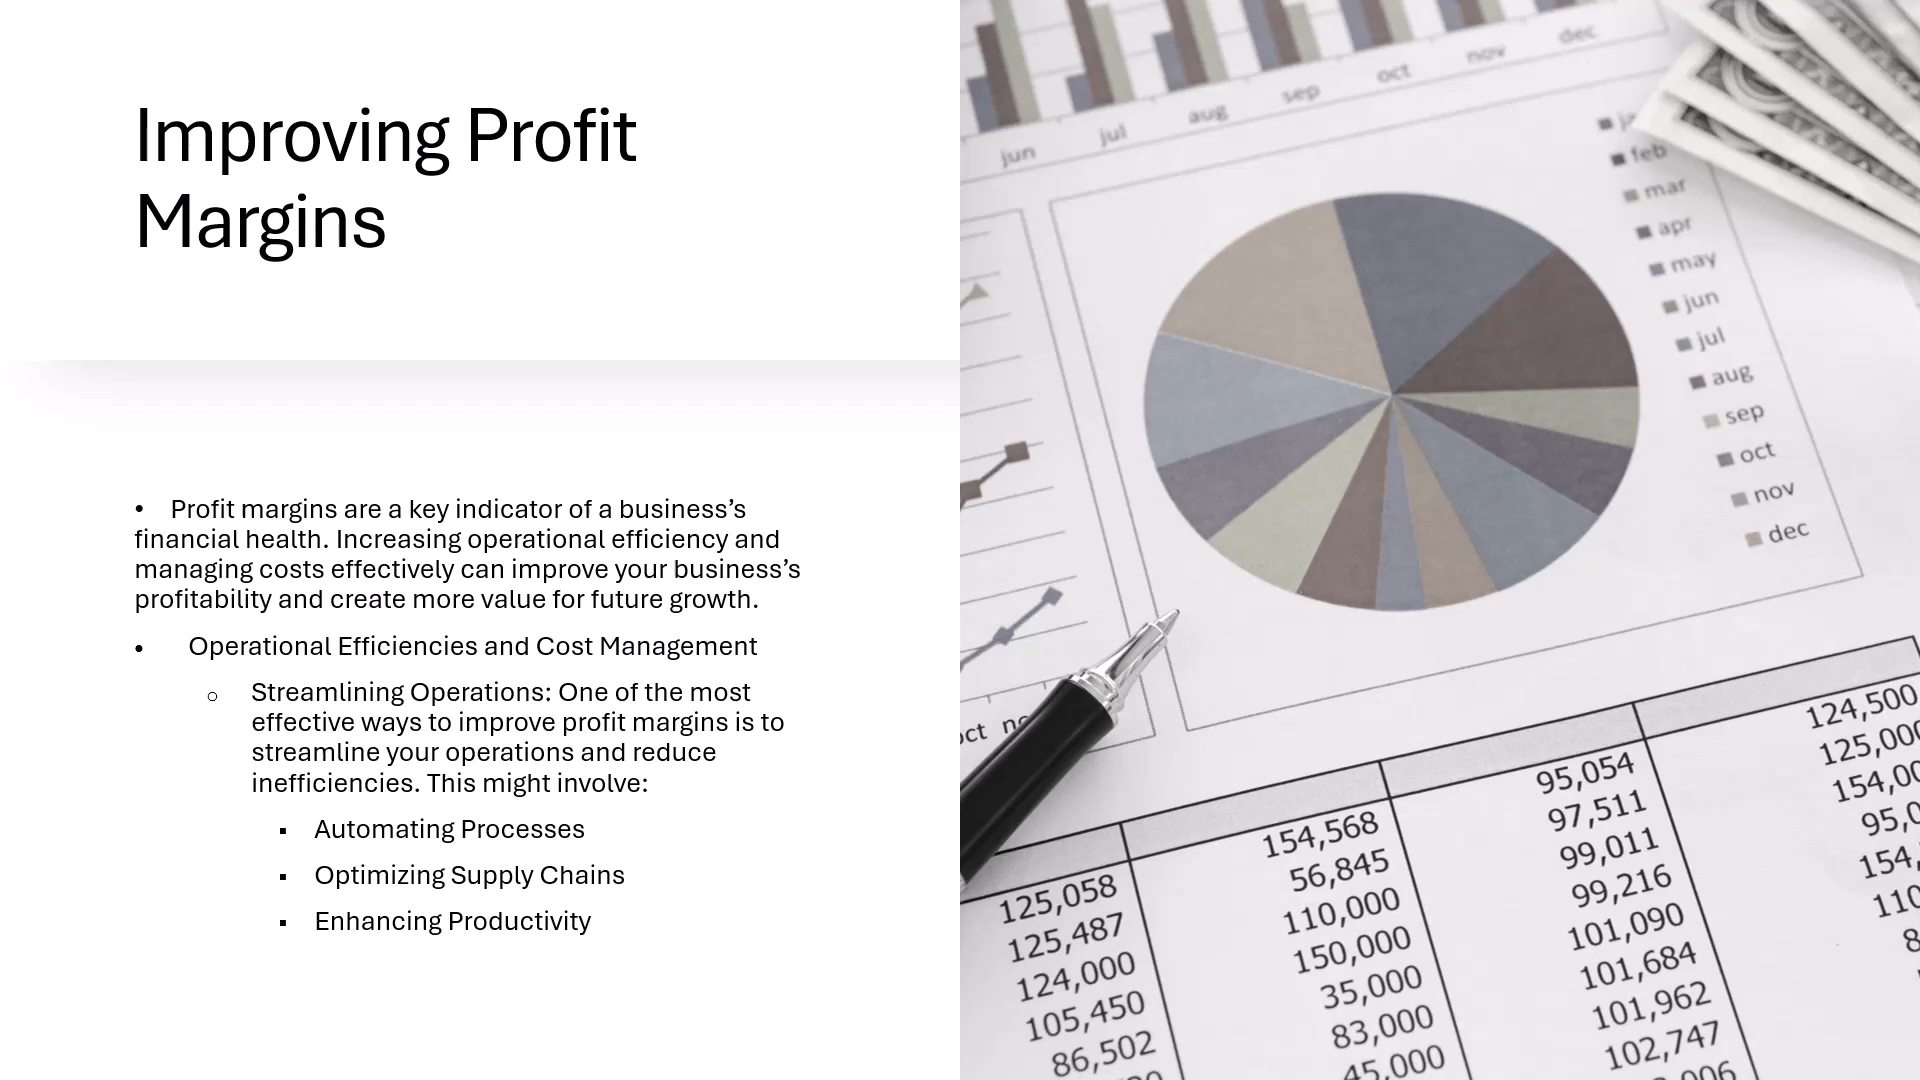 Improving Profit
Margins
• Profit margins are a key indicator of a business’s
financial health. Increasing operational efficiency and
managing costs effectively can improve your business’s
profitability and create more value for future growth.
• Operational Efficiencies and Cost Management
o Streamlining Operations: One of the most
effective ways to improve profit margins is to
streamline your operations and reduce
inefficiencies. This might involve:
▪ Automating Processes
▪ Optimizing Supply Chains
▪ Enhancing Productivity
jun jul aug sep oct nov dec
feb
mar
apr
may
jun
jul
aug
sep
oct
nov
dec
125,058
125,487
124,000
105,450
86,502
154,568
56,845
110,000
150,000
35,000
83,000
45,000
95,054
97,511
99,011
99,216
101,090
101,684
101,962
102,747
124,500